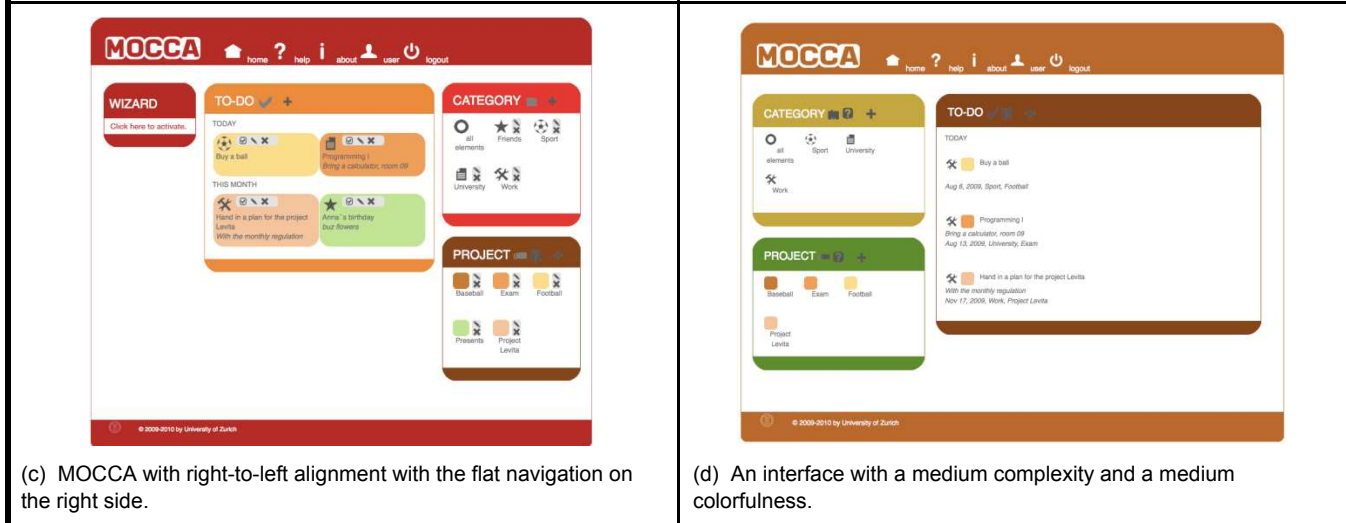 MOCCA home help about user logout
WIZARD
Click here to activate.
TO-DO
TODAY
Buy a ball
Programming I
Bring a calculator, room 09
THIS MONTH
Hand in a plan for the project
Levita
With the monthly regulation
Anna`s birthday
buz flowers
CATEGORY
all
elements
Friends
Sport
University
Work
PROJECT
Baseball
Exam
Football
Presents
Project
Levita
© 2009-2010 by University of Zurich
(c) MOCCA with right-to-left alignment with the flat navigation on
the right side.
MOCCA home help about user logout
CATEGORY
all
elements
Sport
University
Work
PROJECT
Baseball
Exam
Football
Project
Levita
TO-DO
TODAY
Buy a ball
Aug 6, 2009, Sport, Football
Programming I
Bring a calculator, room 09
Aug 13, 2009, University, Exam
Hand in a plan for the project Levita
With the monthly regulation
Nov 17, 2009, Work, Project Levita
© 2009-2010 by University of Zurich
(d) An interface with a medium complexity and a medium
colorfulness.